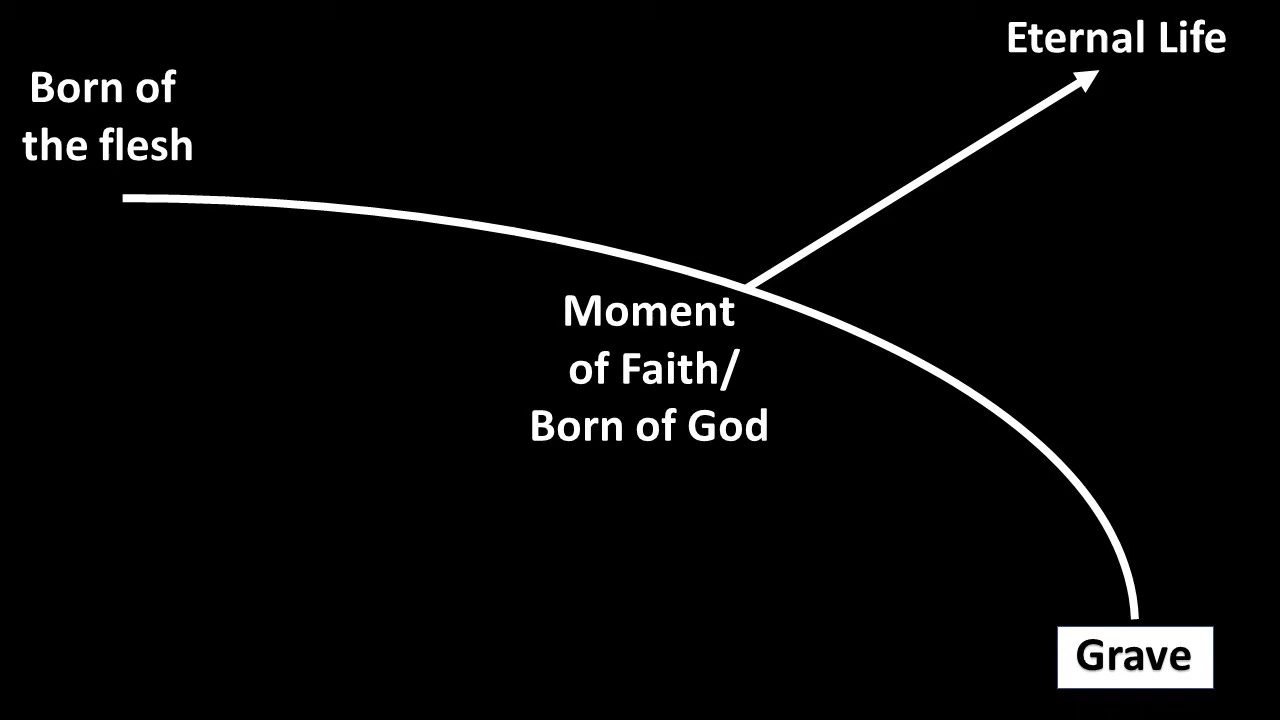 Born of
the flesh
Eternal Life
Moment
of Faith/
Born of God
Grave